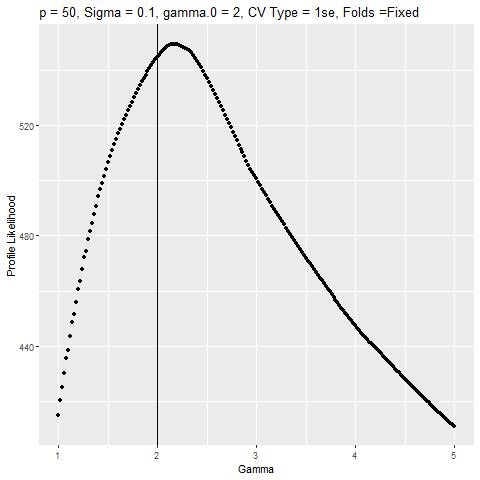 p = 50, Sigma = 0.1, gamma.0 = 2, CV Type = 1se, Folds =Fixed
Profile Likelihood
520
480
440
1 2 3 4 5
Gamma